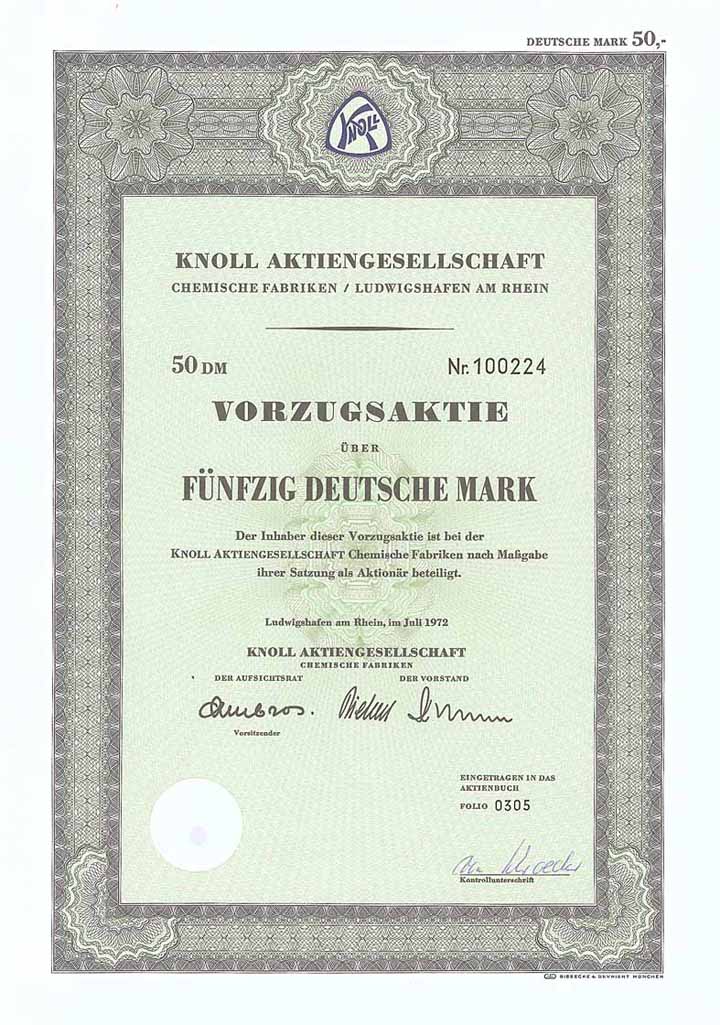 DEUTSCHE MARK 50,-
KNOLL
KNOLL AKTIENGESELLSCHAFT
CHEMISCHE FABRIKEN / LUDWIGSHAFEN AM RHEIN
50 DM Nr. 100224
VORZUGSAKTIE
ÜBER
FÜNFZIG DEUTSCHE MARK
Der Inhaber dieser Vorzugsaktie ist bei der
KNOLL AKTIENGESELLSCHAFT Chemische Fabriken nach Maßgabe
ihrer Satzung als Aktionär beteiligt.
Ludwigshafen am Rhein, im Juli 1972
KNOLL AKTIENGESELLSCHAFT
CHEMISCHE FABRIKEN
DER AUFSICHTSRAT DER VORSTAND
Ambros.
Vorsitzender
EINGETRAGEN IN DAS
AKTIENBUCH
FOLIO 0305
Kontrollunterschrift
GIESECKE & DEVRIENT MÜNCHEN